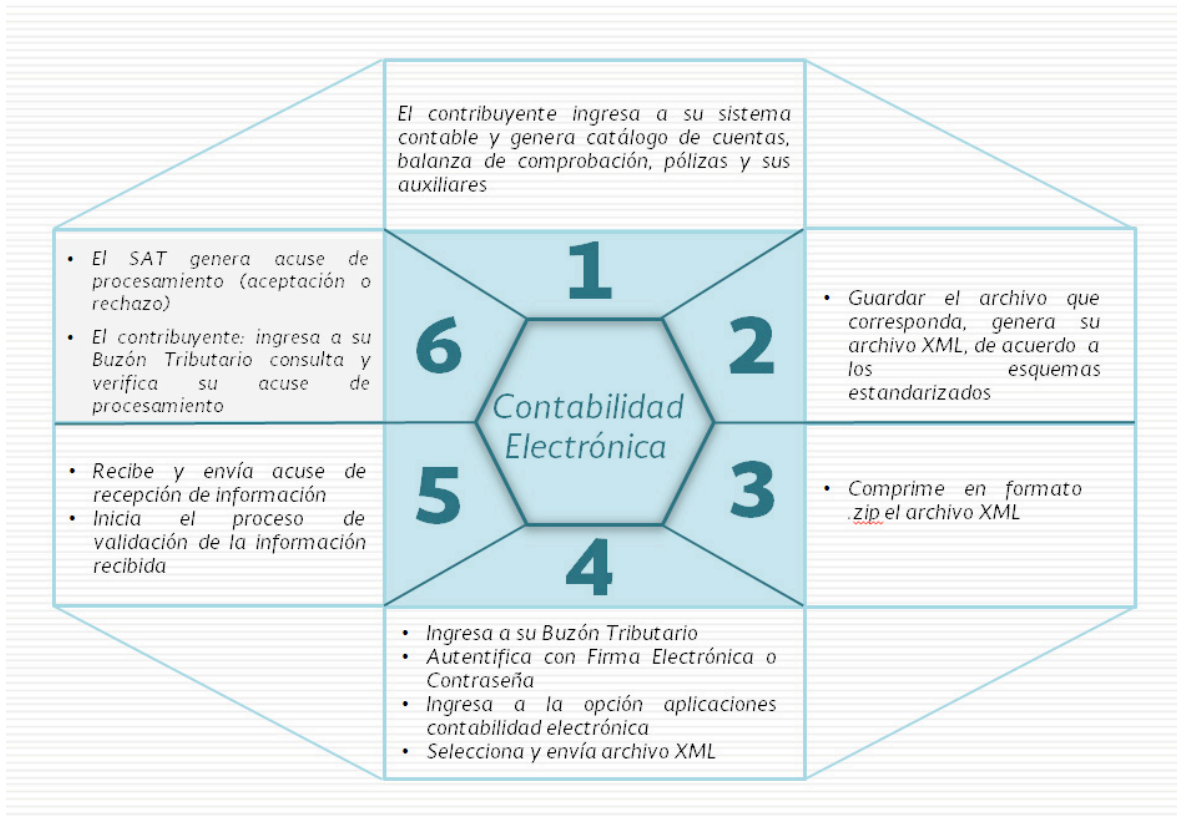 El contribuyente ingresa a su sistema
contable y genera catálogo de cuentas,
balanza de comprobación, pólizas y sus
auxiliares
1
2
• Guardar el archivo que
corresponda, genera su
archivo XML, de acuerdo a
los esquemas
estandarizados
3
• Comprime en formato
.zip el archivo XML
4
• Ingresa a su Buzón Tributario
• Autentifica con Firma Electrónica o
Contraseña
• Ingresa a la opción aplicaciones
contabilidad electrónica
• Selecciona y envía archivo XML
5
• Recibe y envía acuse de
recepción de información
• Inicia el proceso de
validación de la información
recibida
6
• El SAT genera acuse de
procesamiento (aceptación o
rechazo)
• El contribuyente: ingresa a su
Buzón Tributario consulta y
verifica su acuse de
procesamiento
Contabilidad
Electrónica